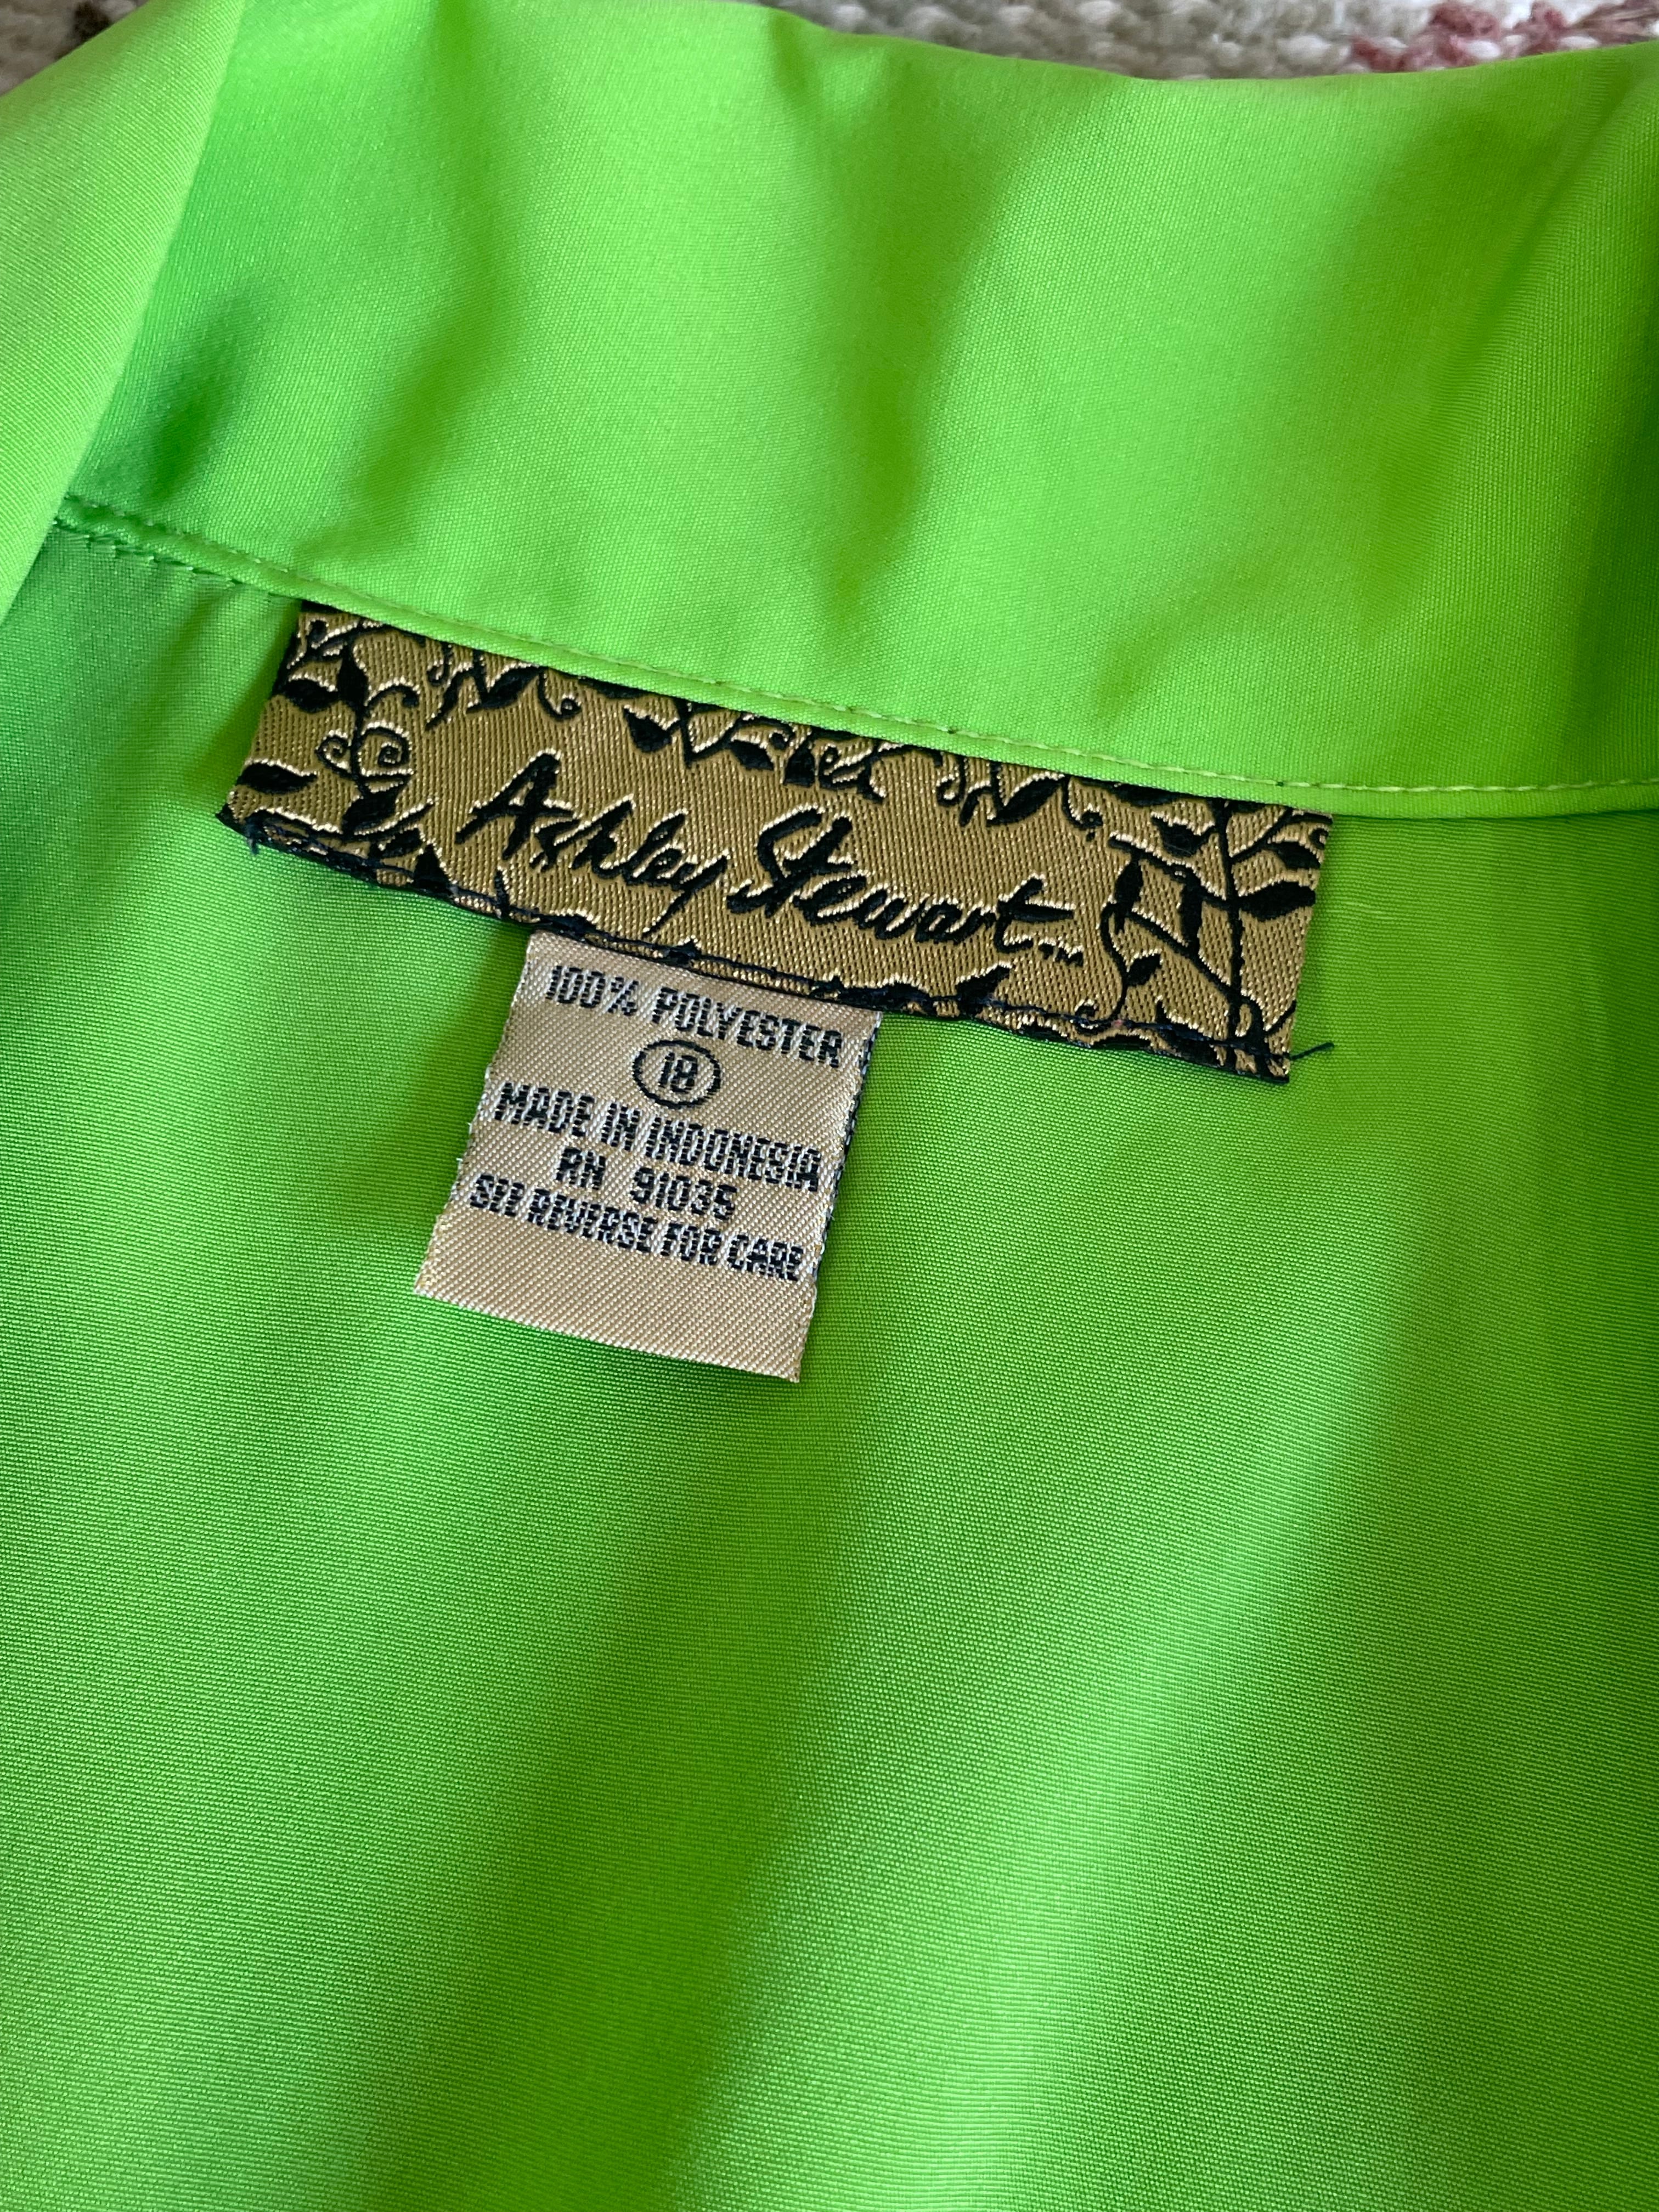 Ashley Stewart™
100% POLYESTER
18
MADE IN INDONESIA
RN 91035
SEE REVERSE FOR CARE